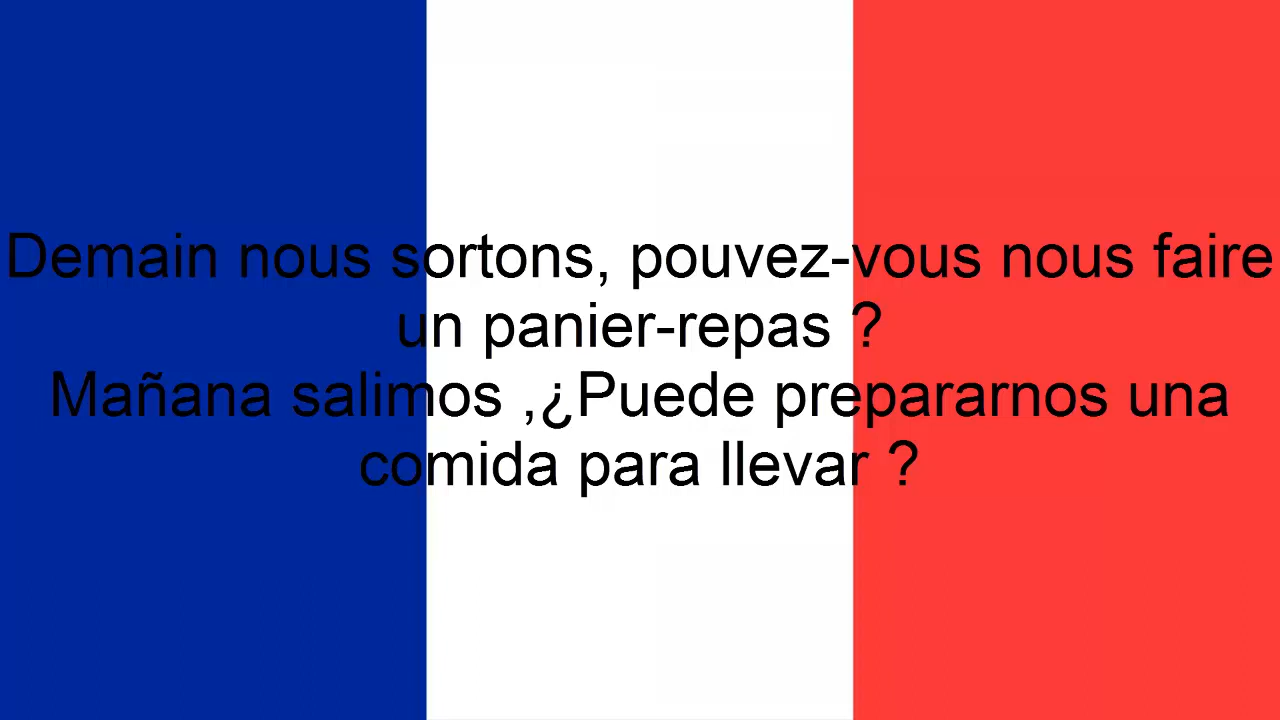 Demain nous sortons, pouvez-vous nous faire
un panier-repas ?
Mañana salimos ,¿Puede prepararnos una
comida para llevar ?